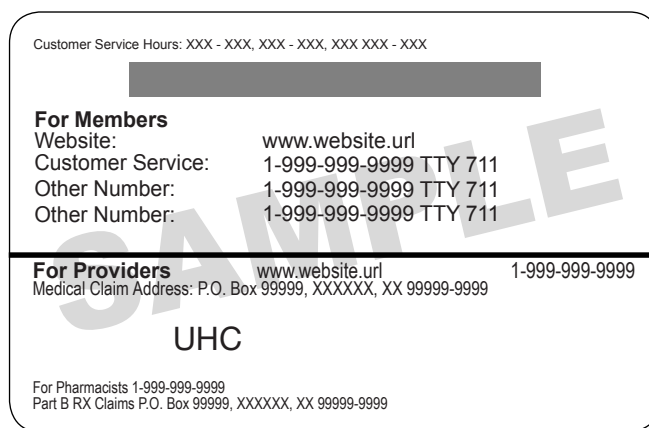 Customer Service Hours: XXX - XXX, XXX - XXX, XXX XXX - XXX
For Members
Website: www.website.url
Customer Service: 1-999-999-9999 TTY 711
Other Number: 1-999-999-9999 TTY 711
Other Number: 1-999-999-9999 TTY 711
SAMPLE
For Providers www.website.url 1-999-999-9999
Medical Claim Address: P.O. Box 99999, XXXXXX, XX 99999-9999
UHC
For Pharmacists 1-999-999-9999
Part B RX Claims P.O. Box 99999, XXXXXX, XX 99999-9999